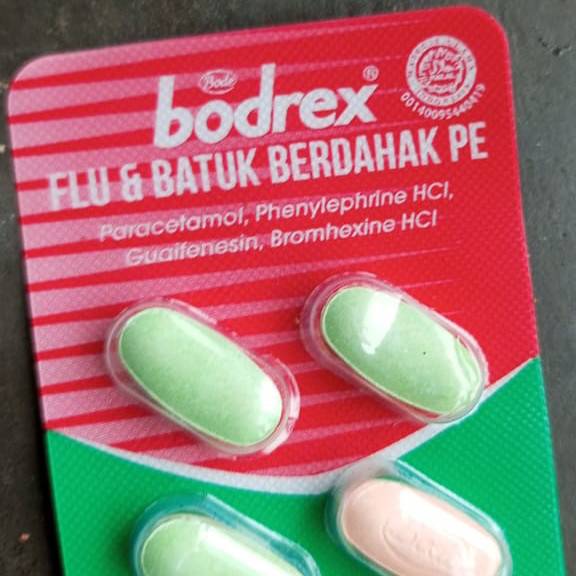 Bode
bodrex®
FLU & BATUK BERDAHAK PE
Paracetamol, Phenylephrine HCl,
Guaifenesin, Bromhexine HCl